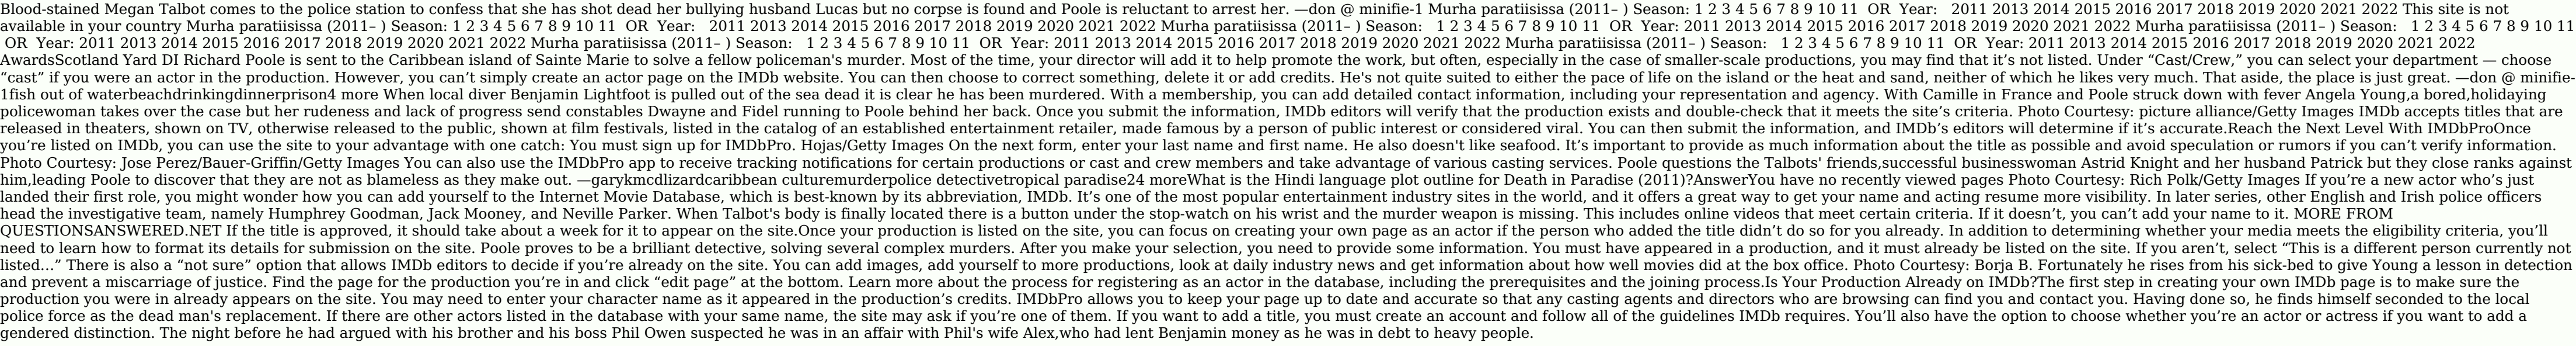 Blood-stained Megan Talbot comes to the police station to confess that she has shot dead her bullying husband Lucas but no corpse is found and Poole is reluctant to arrest her. —don @ minifie-1 Murha paratiisissa (2011– ) Season: 1 2 3 4 5 6 7 8 9 10 11  OR  Year:   2011 2013 2014 2015 2016 2017 2018 2019 2020 2021 2022 This site is not
available in your country Murha paratiisissa (2011– ) Season: 1 2 3 4 5 6 7 8 9 10 11  OR  Year:   2011 2013 2014 2015 2016 2017 2018 2019 2020 2021 2022 Murha paratiisissa (2011– ) Season:   1 2 3 4 5 6 7 8 9 10 11  OR  Year: 2011 2013 2014 2015 2016 2017 2018 2019 2020 2021 2022 Murha paratiisissa (2011– ) Season:   1 2 3 4 5 6 7 8 9 10 11
OR  Year: 2011 2013 2014 2015 2016 2017 2018 2019 2020 2021 2022 Murha paratiisissa (2011– ) Season:   1 2 3 4 5 6 7 8 9 10 11  OR  Year: 2011 2013 2014 2015 2016 2017 2018 2019 2020 2021 2022 Murha paratiisissa (2011– ) Season:   1 2 3 4 5 6 7 8 9 10 11  OR  Year: 2011 2013 2014 2015 2016 2017 2018 2019 2020 2021 2022
AwardsScotland Yard DI Richard Poole is sent to the Caribbean island of Sainte Marie to solve a fellow policeman's murder. Most of the time, your director will add it to help promote the work, but often, especially in the case of smaller-scale productions, you may find that it’s not listed. Under “Cast/Crew,” you can select your department — choose
“cast” if you were an actor in the production. However, you can’t simply create an actor page on the IMDb website. You can then choose to correct something, delete it or add credits. He's not quite suited to either the pace of life on the island or the heat and sand, neither of which he likes very much. That aside, the place is just great. —don @ minifie-
1fish out of waterbeachdrinkingdinnerprison4 more When local diver Benjamin Lightfoot is pulled out of the sea dead it is clear he has been murdered. With a membership, you can add detailed contact information, including your representation and agency. With Camille in France and Poole struck down with fever Angela Young,a bored,holidaying
policewoman takes over the case but her rudeness and lack of progress send constables Dwayne and Fidel running to Poole behind her back. Once you submit the information, IMDb editors will verify that the production exists and double-check that it meets the site’s criteria. Photo Courtesy: picture alliance/Getty Images IMDb accepts titles that are
released in theaters, shown on TV, otherwise released to the public, shown at film festivals, listed in the catalog of an established entertainment retailer, made famous by a person of public interest or considered viral. You can then submit the information, and IMDb’s editors will determine if it’s accurate.Reach the Next Level With IMDbProOnce
you’re listed on IMDb, you can use the site to your advantage with one catch: You must sign up for IMDbPro. Hojas/Getty Images On the next form, enter your last name and first name. He also doesn't like seafood. It’s important to provide as much information about the title as possible and avoid speculation or rumors if you can’t verify information.
Photo Courtesy: Jose Perez/Bauer-Griffin/Getty Images You can also use the IMDbPro app to receive tracking notifications for certain productions or cast and crew members and take advantage of various casting services. Poole questions the Talbots' friends,successful businesswoman Astrid Knight and her husband Patrick but they close ranks against
him,leading Poole to discover that they are not as blameless as they make out. —garykmcdlizardcaribbean culturemurderpolice detectivetropical paradise24 moreWhat is the Hindi language plot outline for Death in Paradise (2011)?AnswerYou have no recently viewed pages Photo Courtesy: Rich Polk/Getty Images If you’re a new actor who’s just
landed their first role, you might wonder how you can add yourself to the Internet Movie Database, which is best-known by its abbreviation, IMDb. It’s one of the most popular entertainment industry sites in the world, and it offers a great way to get your name and acting resume more visibility. In later series, other English and Irish police officers
head the investigative team, namely Humphrey Goodman, Jack Mooney, and Neville Parker. When Talbot's body is finally located there is a button under the stop-watch on his wrist and the murder weapon is missing. This includes online videos that meet certain criteria. If it doesn’t, you can’t add your name to it. MORE FROM
QUESTIONSANSWERED.NET If the title is approved, it should take about a week for it to appear on the site.Once your production is listed on the site, you can focus on creating your own page as an actor if the person who added the title didn’t do so for you already. In addition to determining whether your media meets the eligibility criteria, you’ll
need to learn how to format its details for submission on the site. Poole proves to be a brilliant detective, solving several complex murders. After you make your selection, you need to provide some information. You must have appeared in a production, and it must already be listed on the site. If you aren’t, select “This is a different person currently not
listed…” There is also a “not sure” option that allows IMDb editors to decide if you’re already on the site. You can add images, add yourself to more productions, look at daily industry news and get information about how well movies did at the box office. Photo Courtesy: Borja B. Fortunately he rises from his sick-bed to give Young a lesson in detection
and prevent a miscarriage of justice. Find the page for the production you’re in and click “edit page” at the bottom. Learn more about the process for registering as an actor in the database, including the prerequisites and the joining process.Is Your Production Already on IMDb?The first step in creating your own IMDb page is to make sure the
production you were in already appears on the site. You may need to enter your character name as it appeared in the production’s credits. IMDbPro allows you to keep your page up to date and accurate so that any casting agents and directors who are browsing can find you and contact you. Having done so, he finds himself seconded to the local
police force as the dead man's replacement. If there are other actors listed in the database with your same name, the site may ask if you’re one of them. If you want to add a title, you must create an account and follow all of the guidelines IMDb requires. You’ll also have the option to choose whether you’re an actor or actress if you want to add a
gendered distinction. The night before he had argued with his brother and his boss Phil Owen suspected he was in an affair with Phil's wife Alex,who had lent Benjamin money as he was in debt to heavy people.